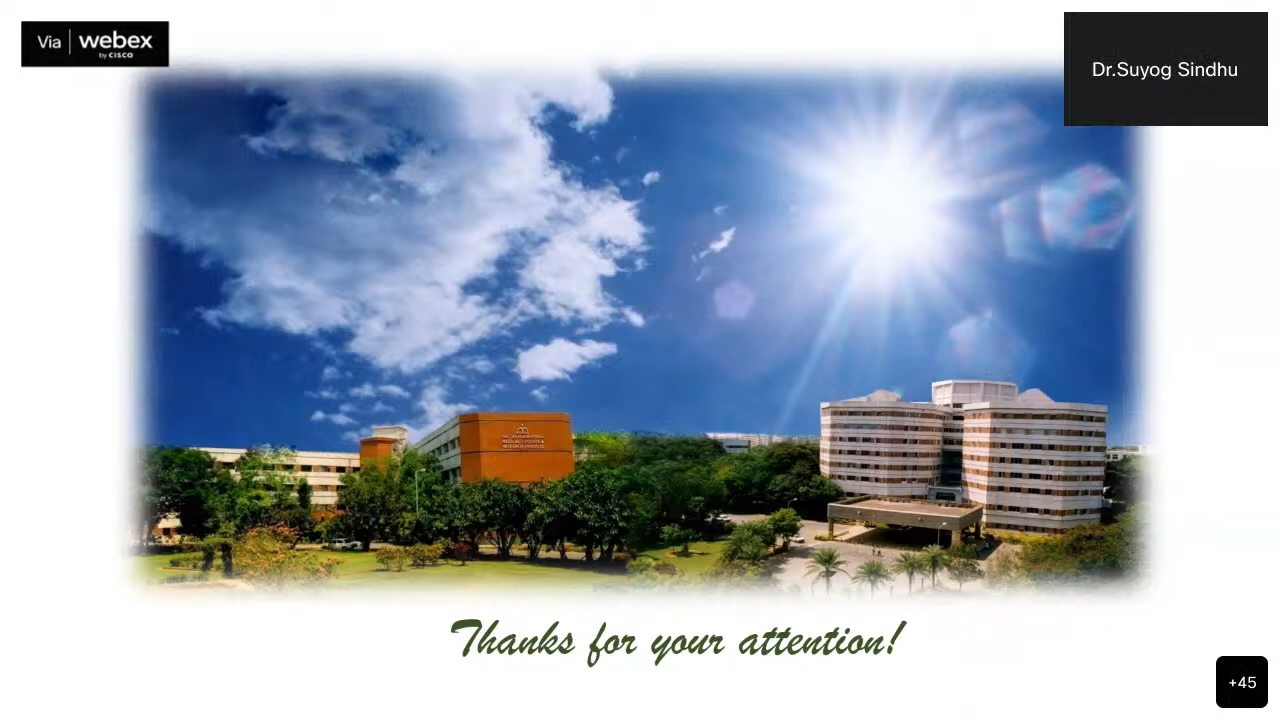 Via | webex
by CISCO
Dr.Suyog Sindhu
Thanks for your attention!
+45